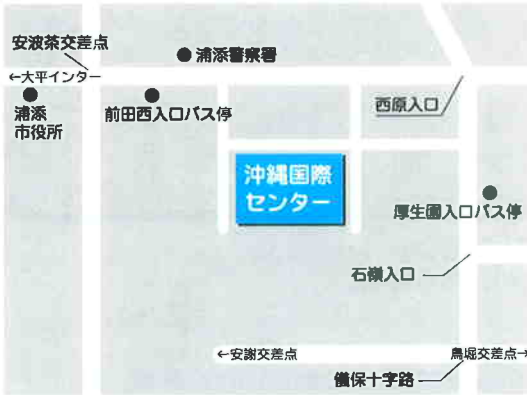 安波茶交差点
浦添警察署
←大平インター
浦添
市役所
前田西入口バス停
西原入口
沖縄国際
センター
厚生園入口バス停
石嶺入口
←安謝交差点
鳥堀交差点→
儀保十字路